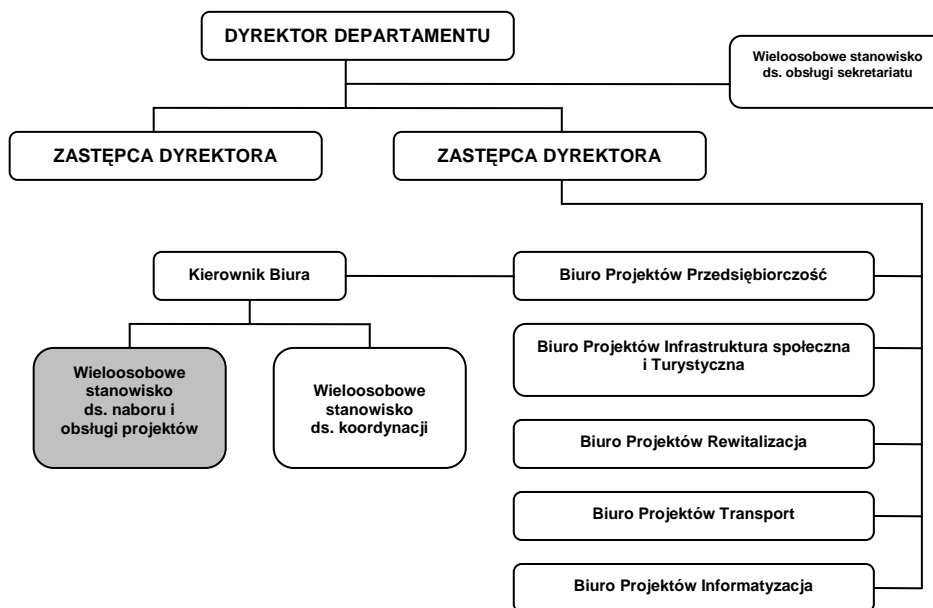 DYREKTOR DEPARTAMENTU
Wieloosobowe stanowisko
ds. obsługi sekretariatu
ZASTĘPCA DYREKTORA
ZASTĘPCA DYREKTORA
Kierownik Biura
Biuro Projektów Przedsiębiorczość
Biuro Projektów Infrastruktura społeczna
i Turystyczna
Wieloosobowe
stanowisko
ds. naboru i
obsługi projektów
Wieloosobowe
stanowisko
ds. koordynacji
Biuro Projektów Rewitalizacja
Biuro Projektów Transport
Biuro Projektów Informatyzacja